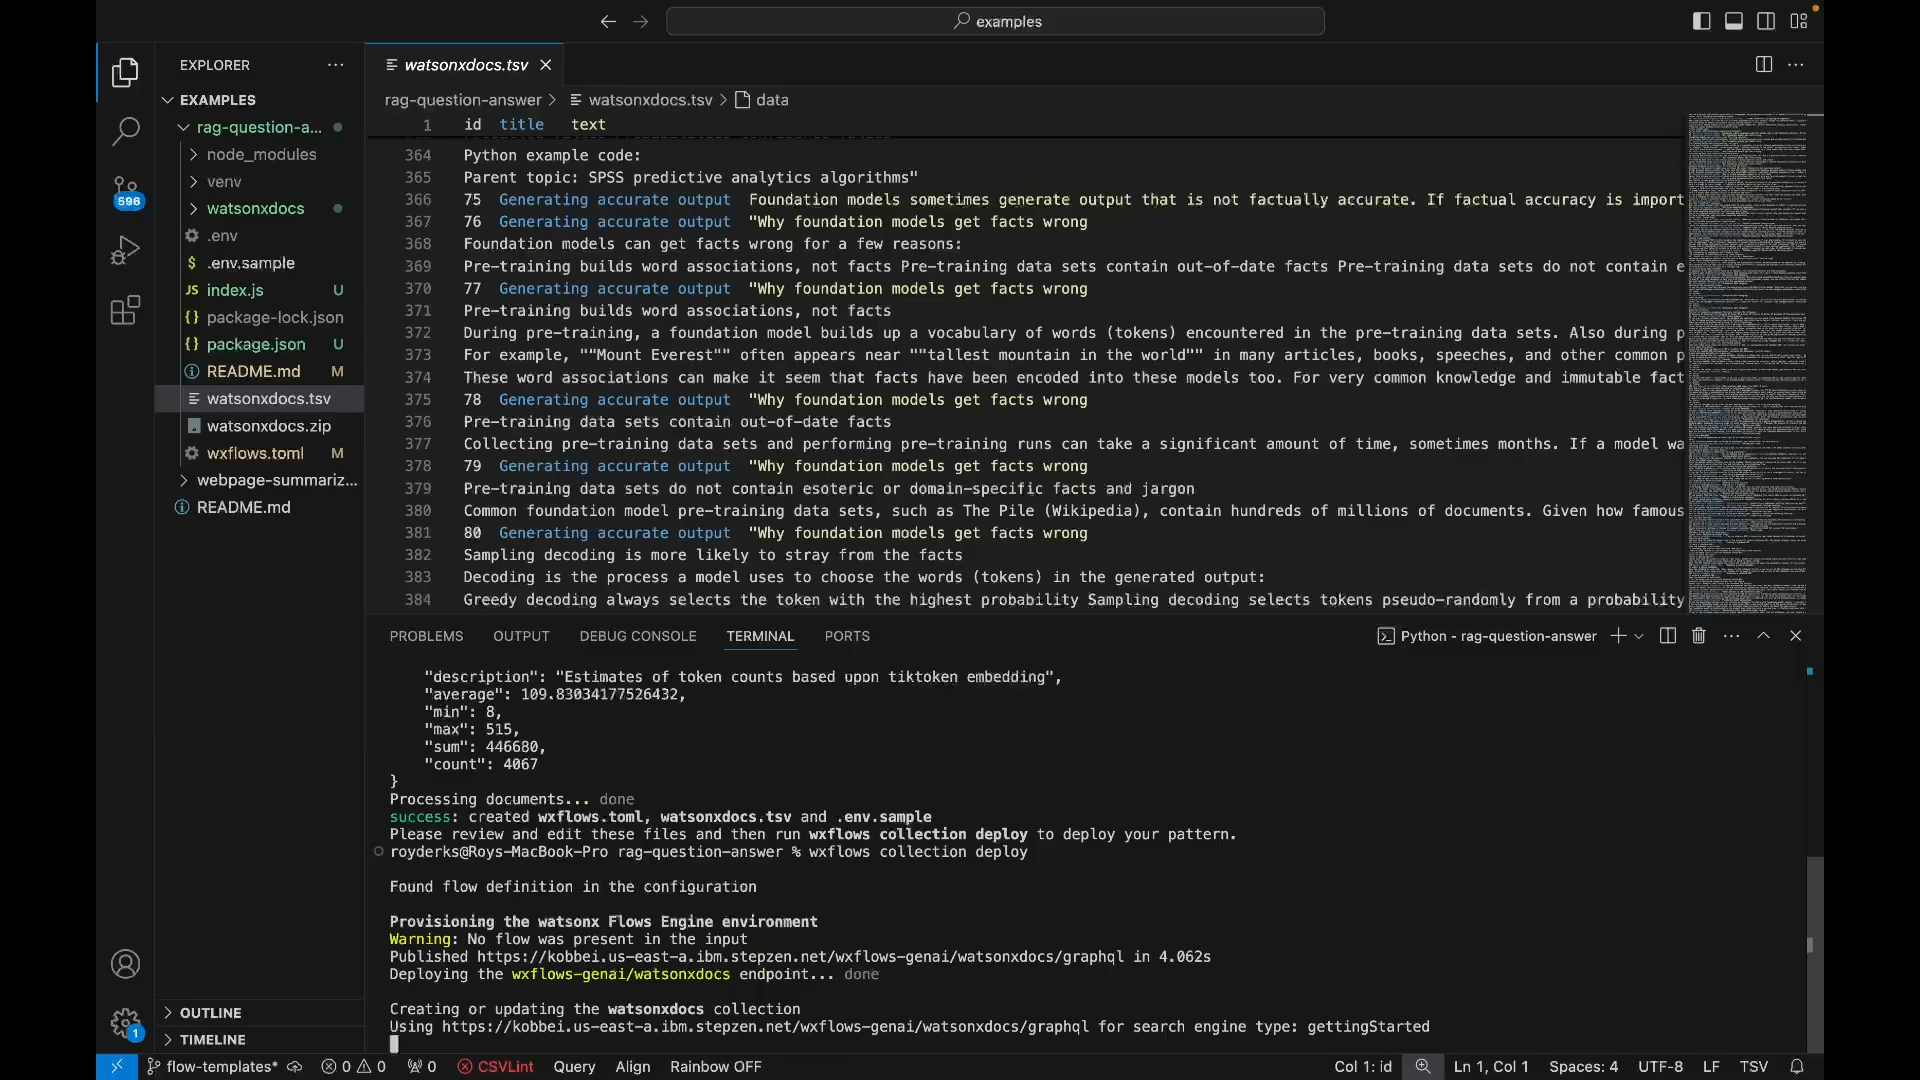 examples
EXPLORER
EXAMPLES
rag-question-a...
node_modules
venv
watsonxdocs
.env
.env.sample
index.js U
package-lock.json
package.json U
README.md M
watsonxdocs.tsv
watsonxdocs.zip
wxflows.toml M
webpage-summariz...
README.md
596
1
OUTLINE
TIMELINE
watsonxdocs.tsv
rag-question-answer > watsonxdocs.tsv > data
1 id title text
364 Python example code:
365 Parent topic: SPSS predictive analytics algorithms"
366 75 Generating accurate output Foundation models sometimes generate output that is not factually accurate. If factual accuracy is import
367 76 Generating accurate output "Why foundation models get facts wrong
368 Foundation models can get facts wrong for a few reasons:
369 Pre-training builds word associations, not facts Pre-training data sets contain out-of-date facts Pre-training data sets do not contain e
370 77 Generating accurate output "Why foundation models get facts wrong
371 Pre-training builds word associations, not facts
372 During pre-training, a foundation model builds up a vocabulary of words (tokens) encountered in the pre-training data sets. Also during p
373 For example, ""Mount Everest"" often appears near ""tallest mountain in the world"" in many articles, books, speeches, and other common p
374 These word associations can make it seem that facts have been encoded into these models too. For very common knowledge and immutable fact
375 78 Generating accurate output "Why foundation models get facts wrong
376 Pre-training data sets contain out-of-date facts
377 Collecting pre-training data sets and performing pre-training runs can take a significant amount of time, sometimes months. If a model wa
378 79 Generating accurate output "Why foundation models get facts wrong
379 Pre-training data sets do not contain esoteric or domain-specific facts and jargon
380 Common foundation model pre-training data sets, such as The Pile (Wikipedia), contain hundreds of millions of documents. Given how famous
381 80 Generating accurate output "Why foundation models get facts wrong
382 Sampling decoding is more likely to stray from the facts
383 Decoding is the process a model uses to choose the words (tokens) in the generated output:
384 Greedy decoding always selects the token with the highest probability Sampling decoding selects tokens pseudo-randomly from a probability
PROBLEMS OUTPUT DEBUG CONSOLE TERMINAL PORTS
Python - rag-question-answer
"description": "Estimates of token counts based upon tiktoken embedding",
"average": 109.83034177526432,
"min": 8,
"max": 515,
"sum": 446680,
"count": 4067
}
Processing documents... done
success: created wxflows.toml, watsonxdocs.tsv and .env.sample
Please review and edit these files and then run wxflows collection deploy to deploy your pattern.
royderks@Roys-MacBook-Pro rag-question-answer % wxflows collection deploy
Found flow definition in the configuration
Provisioning the watsonx Flows Engine environment
Warning: No flow was present in the input
Published https://kobbei.us-east-a.ibm.stepzen.net/wxflows-genai/watsonxdocs/graphql in 4.062s
Deploying the wxflows-genai/watsonxdocs endpoint... done
Creating or updating the watsonxdocs collection
Using https://kobbei.us-east-a.ibm.stepzen.net/wxflows-genai/watsonxdocs/graphql for search engine type: gettingStarted
flow-templates* 0 0 0 CSVLint Query Align Rainbow OFF Col 1: id Ln 1, Col 1 Spaces: 4 UTF-8 LF TSV